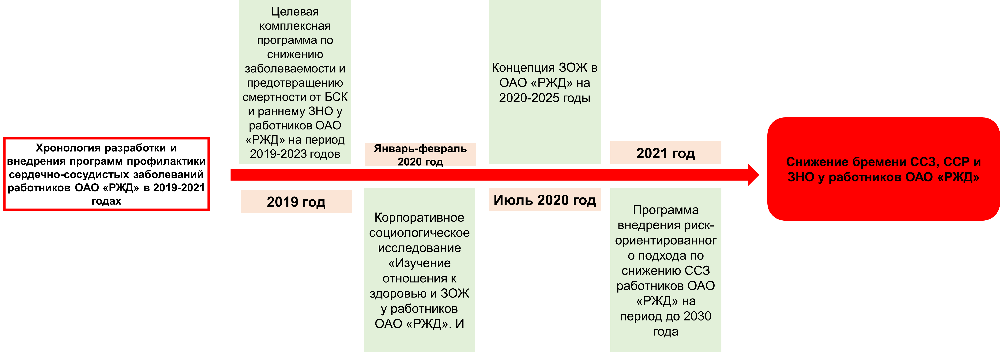 Хронология разработки и
внедрения программ профилактики
сердечно-сосудистых заболеваний
работников ОАО «РЖД» в 2019-2021
годах
Целевая
комплексная
программа по
снижению
заболеваемости и
предотвращению
смертности от БСК
и раннему ЗНО у
работников ОАО
«РЖД» на период
2019-2023 годов
2019 год
Январь-февраль
2020 год
Корпоративное
социологическое
исследование
«Изучение
отношения к
здоровью и ЗОЖ
у работников
ОАО «РЖД». И
Концепция ЗОЖ в
ОАО «РЖД» на
2020-2025 годы
Июль 2020 год
2021 год
Программа
внедрения риск-
ориентированног
о подхода по
снижению ССЗ
работников ОАО
«РЖД» на
период до 2030
года
Снижение бремени ССЗ, ССР и
ЗНО у работников ОАО «РЖД»